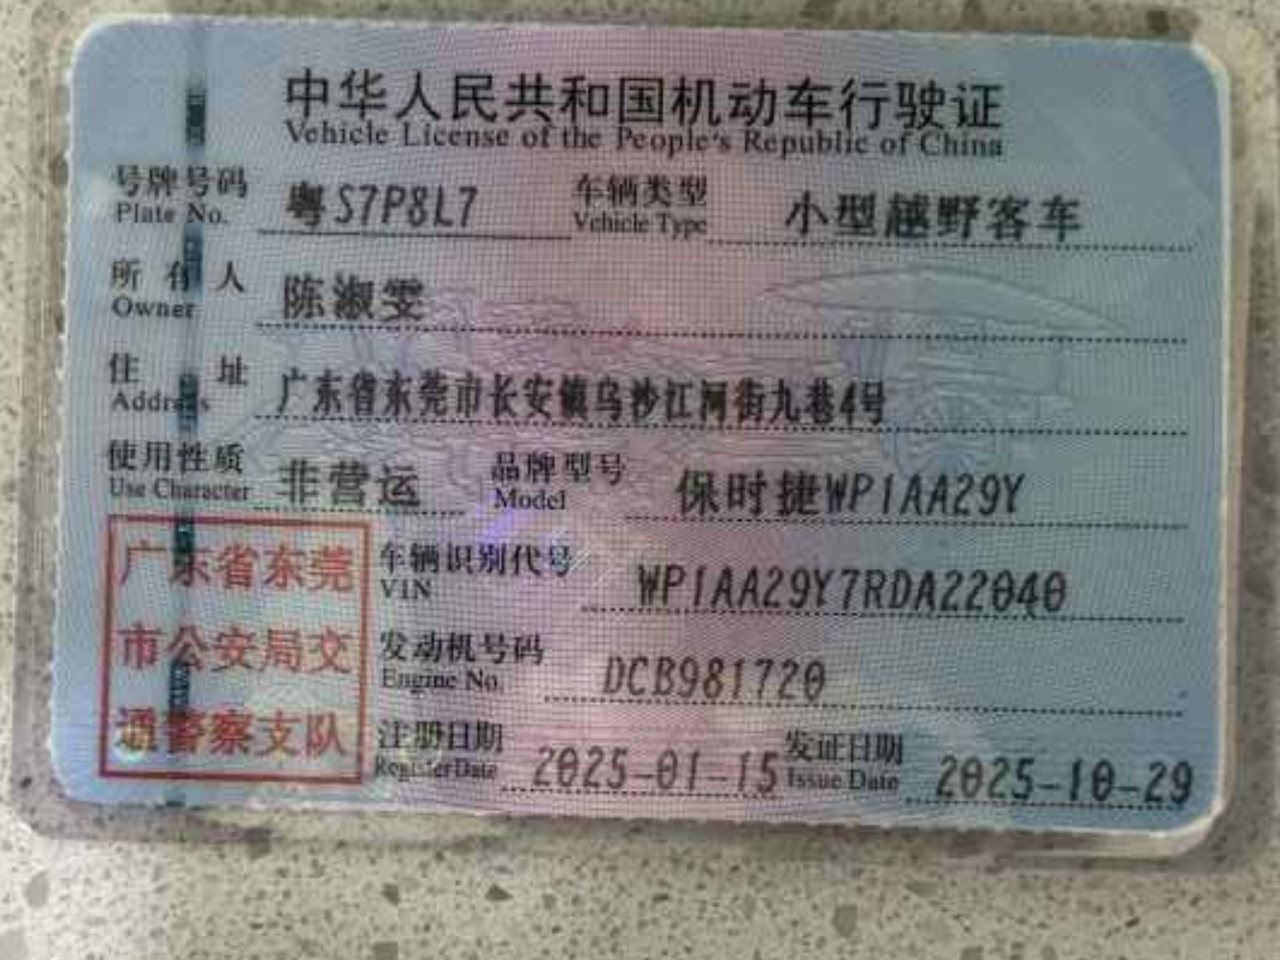 中华人民共和国机动车行驶证
Vehicle License of the People's Republic of China
号牌号码 粤S7P8L7 车辆类型 小型越野客车
Plate No. Vehicle Type
所有人 陈淑雯
Owner
住址 广东省东莞市长安镇乌沙江河街九巷4号
Address
使用性质 非营运 品牌型号 保时捷WP1AA29Y
Use Character Model
车辆识别代号 WP1AA29Y7RDA22040
VIN
发动机号码 DCB981720
Engine No.
注册日期 2025-01-15 发证日期 2025-10-29
Register Date Issue Date
广东省东莞
市公安局交
通警察支队